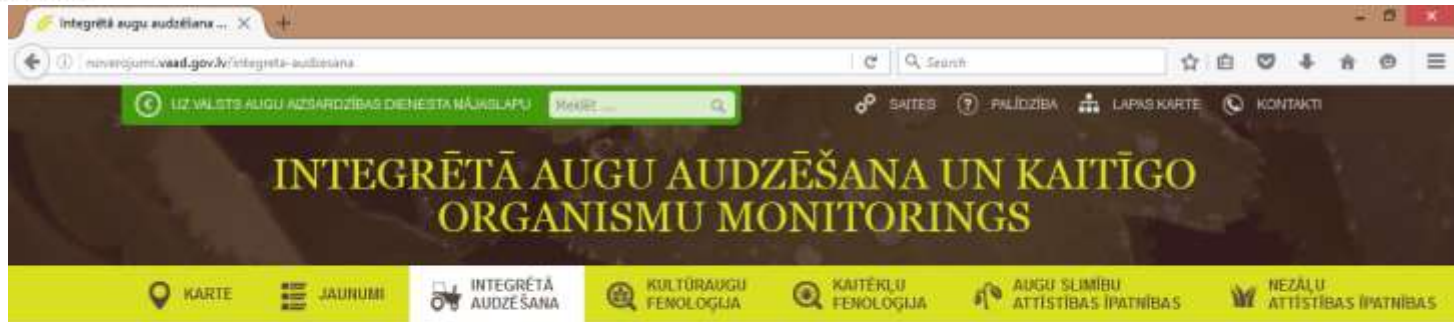 Integrētā augu audzēšana ...
noverojumi.vaad.gov.lv/integreta-audzesana
Search
UZ VALSTS AUGU AIZSARDZĪBAS DIENESTA MĀJASLAPU
Meklēt ...
SAITES
PALĪDZĪBA
LAPAS KARTE
KONTAKTI
INTEGRĒTĀ AUGU AUDZĒŠANA UN KAITĪGO
ORGANISMU MONITORINGS
KARTE
JAUNUMI
INTEGRĒTĀ
AUDZĒŠANA
KULTŪRAUGU
FENOLOĢIJA
KAITĒKĻU
FENOLOĢIJA
AUGU SLIMĪBU
ATTĪSTĪBAS ĪPATNĪBAS
NEZĀĻU
ATTĪSTĪBAS ĪPATNĪBAS